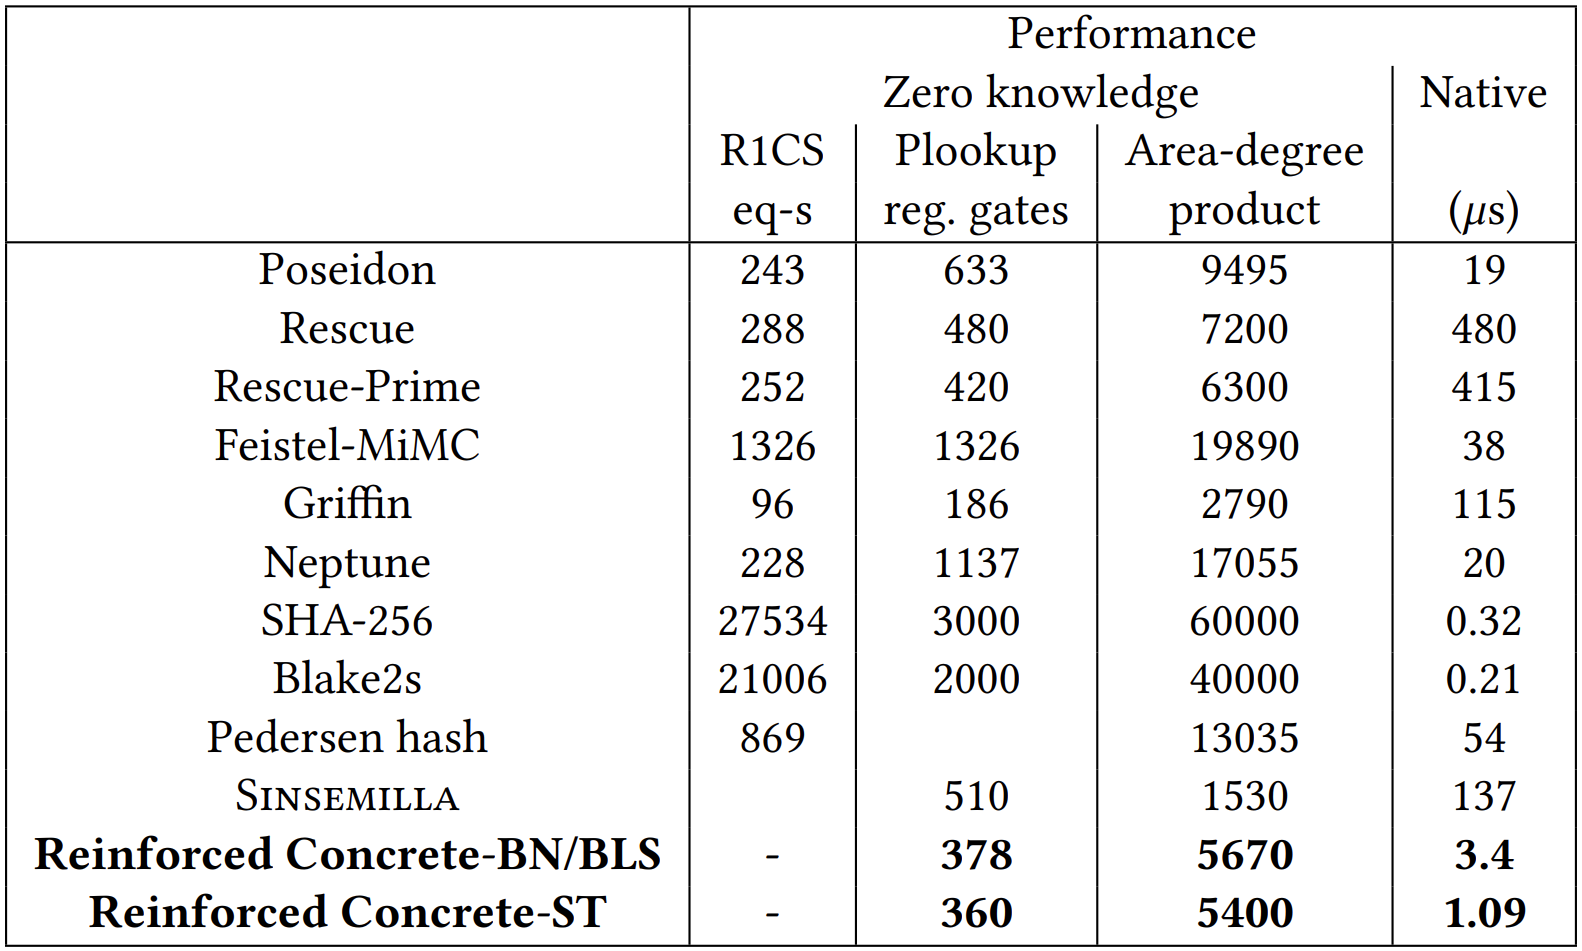 Performance
Zero knowledge Native
R1CS Plookup Area-degree
eq-s reg. gates product (μs)
Poseidon 243 633 9495 19
Rescue 288 480 7200 480
Rescue-Prime 252 420 6300 415
Feistel-MiMC 1326 1326 19890 38
Griffin 96 186 2790 115
Neptune 228 1137 17055 20
SHA-256 27534 3000 60000 0.32
Blake2s 21006 2000 40000 0.21
Pedersen hash 869 13035 54
Sinsemilla 510 1530 137
Reinforced Concrete-BN/BLS - 378 5670 3.4
Reinforced Concrete-ST - 360 5400 1.09